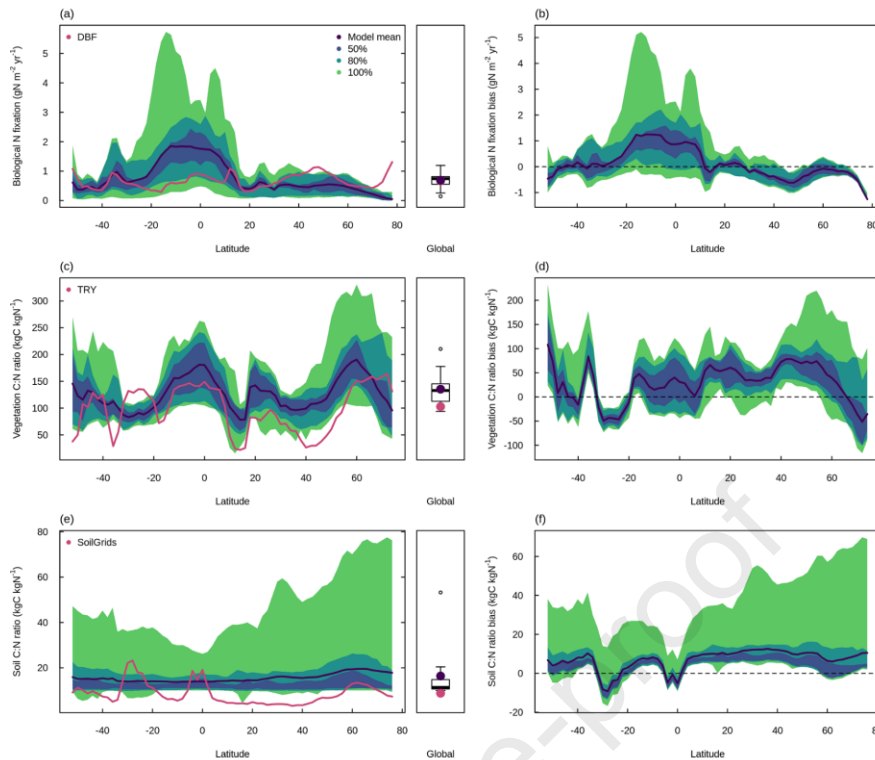 (a)
DBF
Model mean
50%
80%
100%
Biological N fixation (gN m⁻² yr⁻¹)
5
4
3
2
1
0
-40 -20 0 20 40 60 80
Latitude
Global
(b)
Biological N fixation bias (gN m⁻² yr⁻¹)
5
4
3
2
1
0
-1
-40 -20 0 20 40 60 80
Latitude
(c)
TRY
Vegetation C:N ratio (kgC kgN⁻¹)
300
250
200
150
100
50
-40 -20 0 20 40 60
Latitude
Global
(d)
Vegetation C:N ratio bias (kgC kgN⁻¹)
200
150
100
50
0
-50
-100
-40 -20 0 20 40 60
Latitude
(e)
SoilGrids
Soil C:N ratio (kgC kgN⁻¹)
80
60
40
20
-40 -20 0 20 40 60
Latitude
Global
(f)
Soil C:N ratio bias (kgC kgN⁻¹)
60
40
20
0
-20
-40 -20 0 20 40 60
Latitude
e-proof